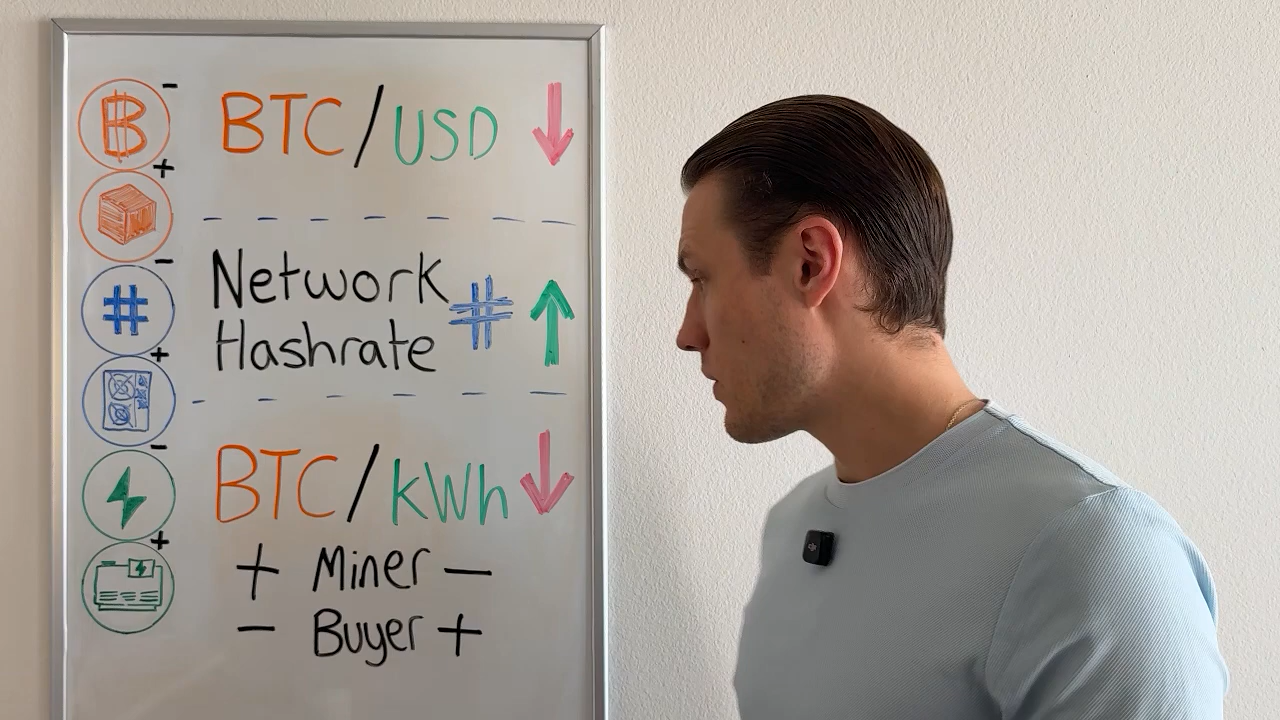 ₿ -
BTC/USD ↓
+
-
Network
# ↑
Hashrate
#
+
-
BTC/kWh ↓
+
+ Miner -
- Buyer +